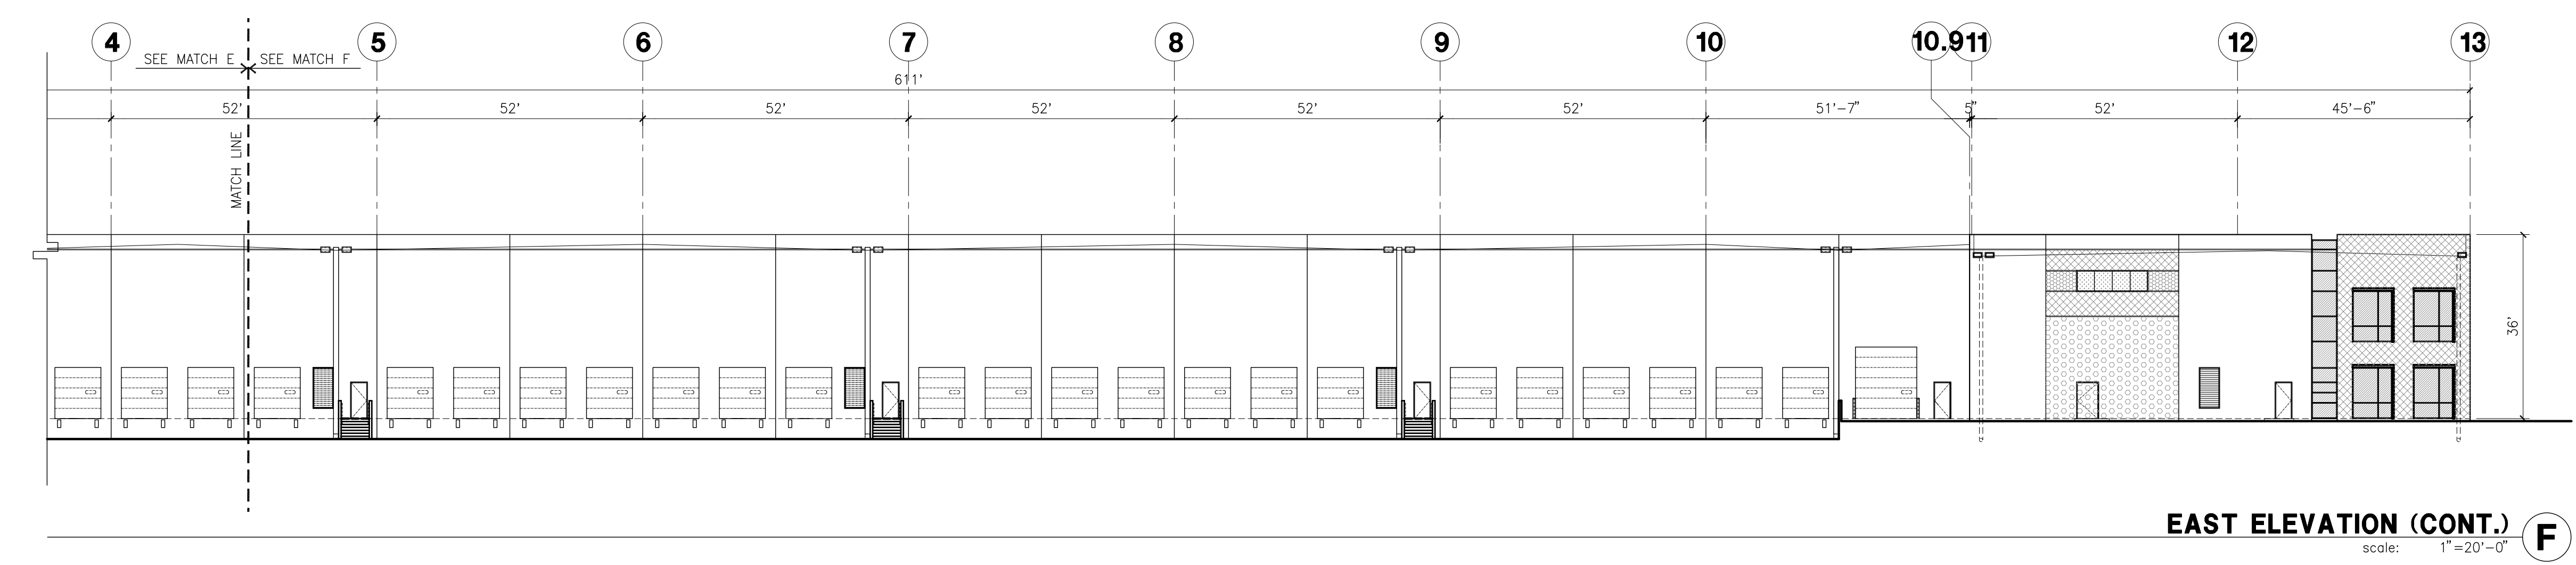 4 5 6 7 8 9 10 10.9 11 12 13
SEE MATCH E SEE MATCH F
611'
52' 52' 52' 52' 52' 52' 51'-7" 5" 52' 45'-6"
MATCH LINE
36'
EAST ELEVATION (CONT.) F
scale: 1"=20'-0"